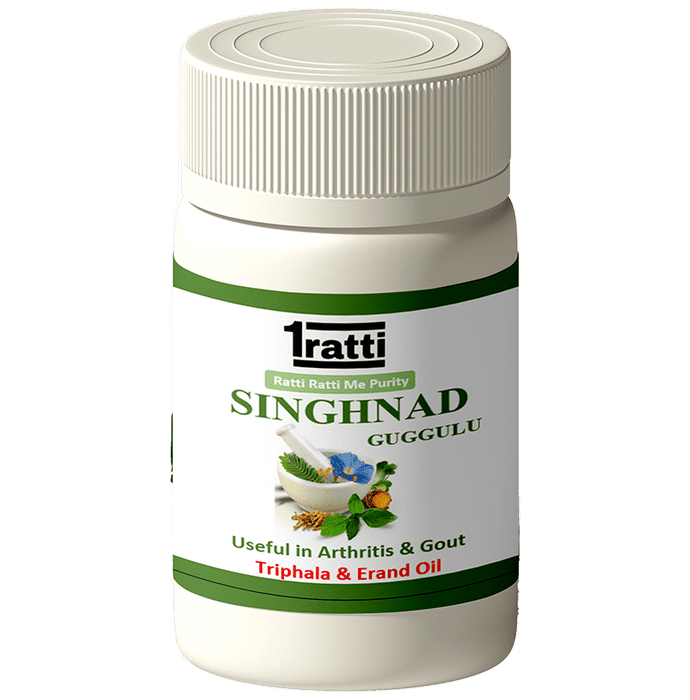 1ratti
Ratti Ratti Me Purity
SINGHNAD
GUGGULU
Useful in Arthritis & Gout
Triphala & Erand Oil